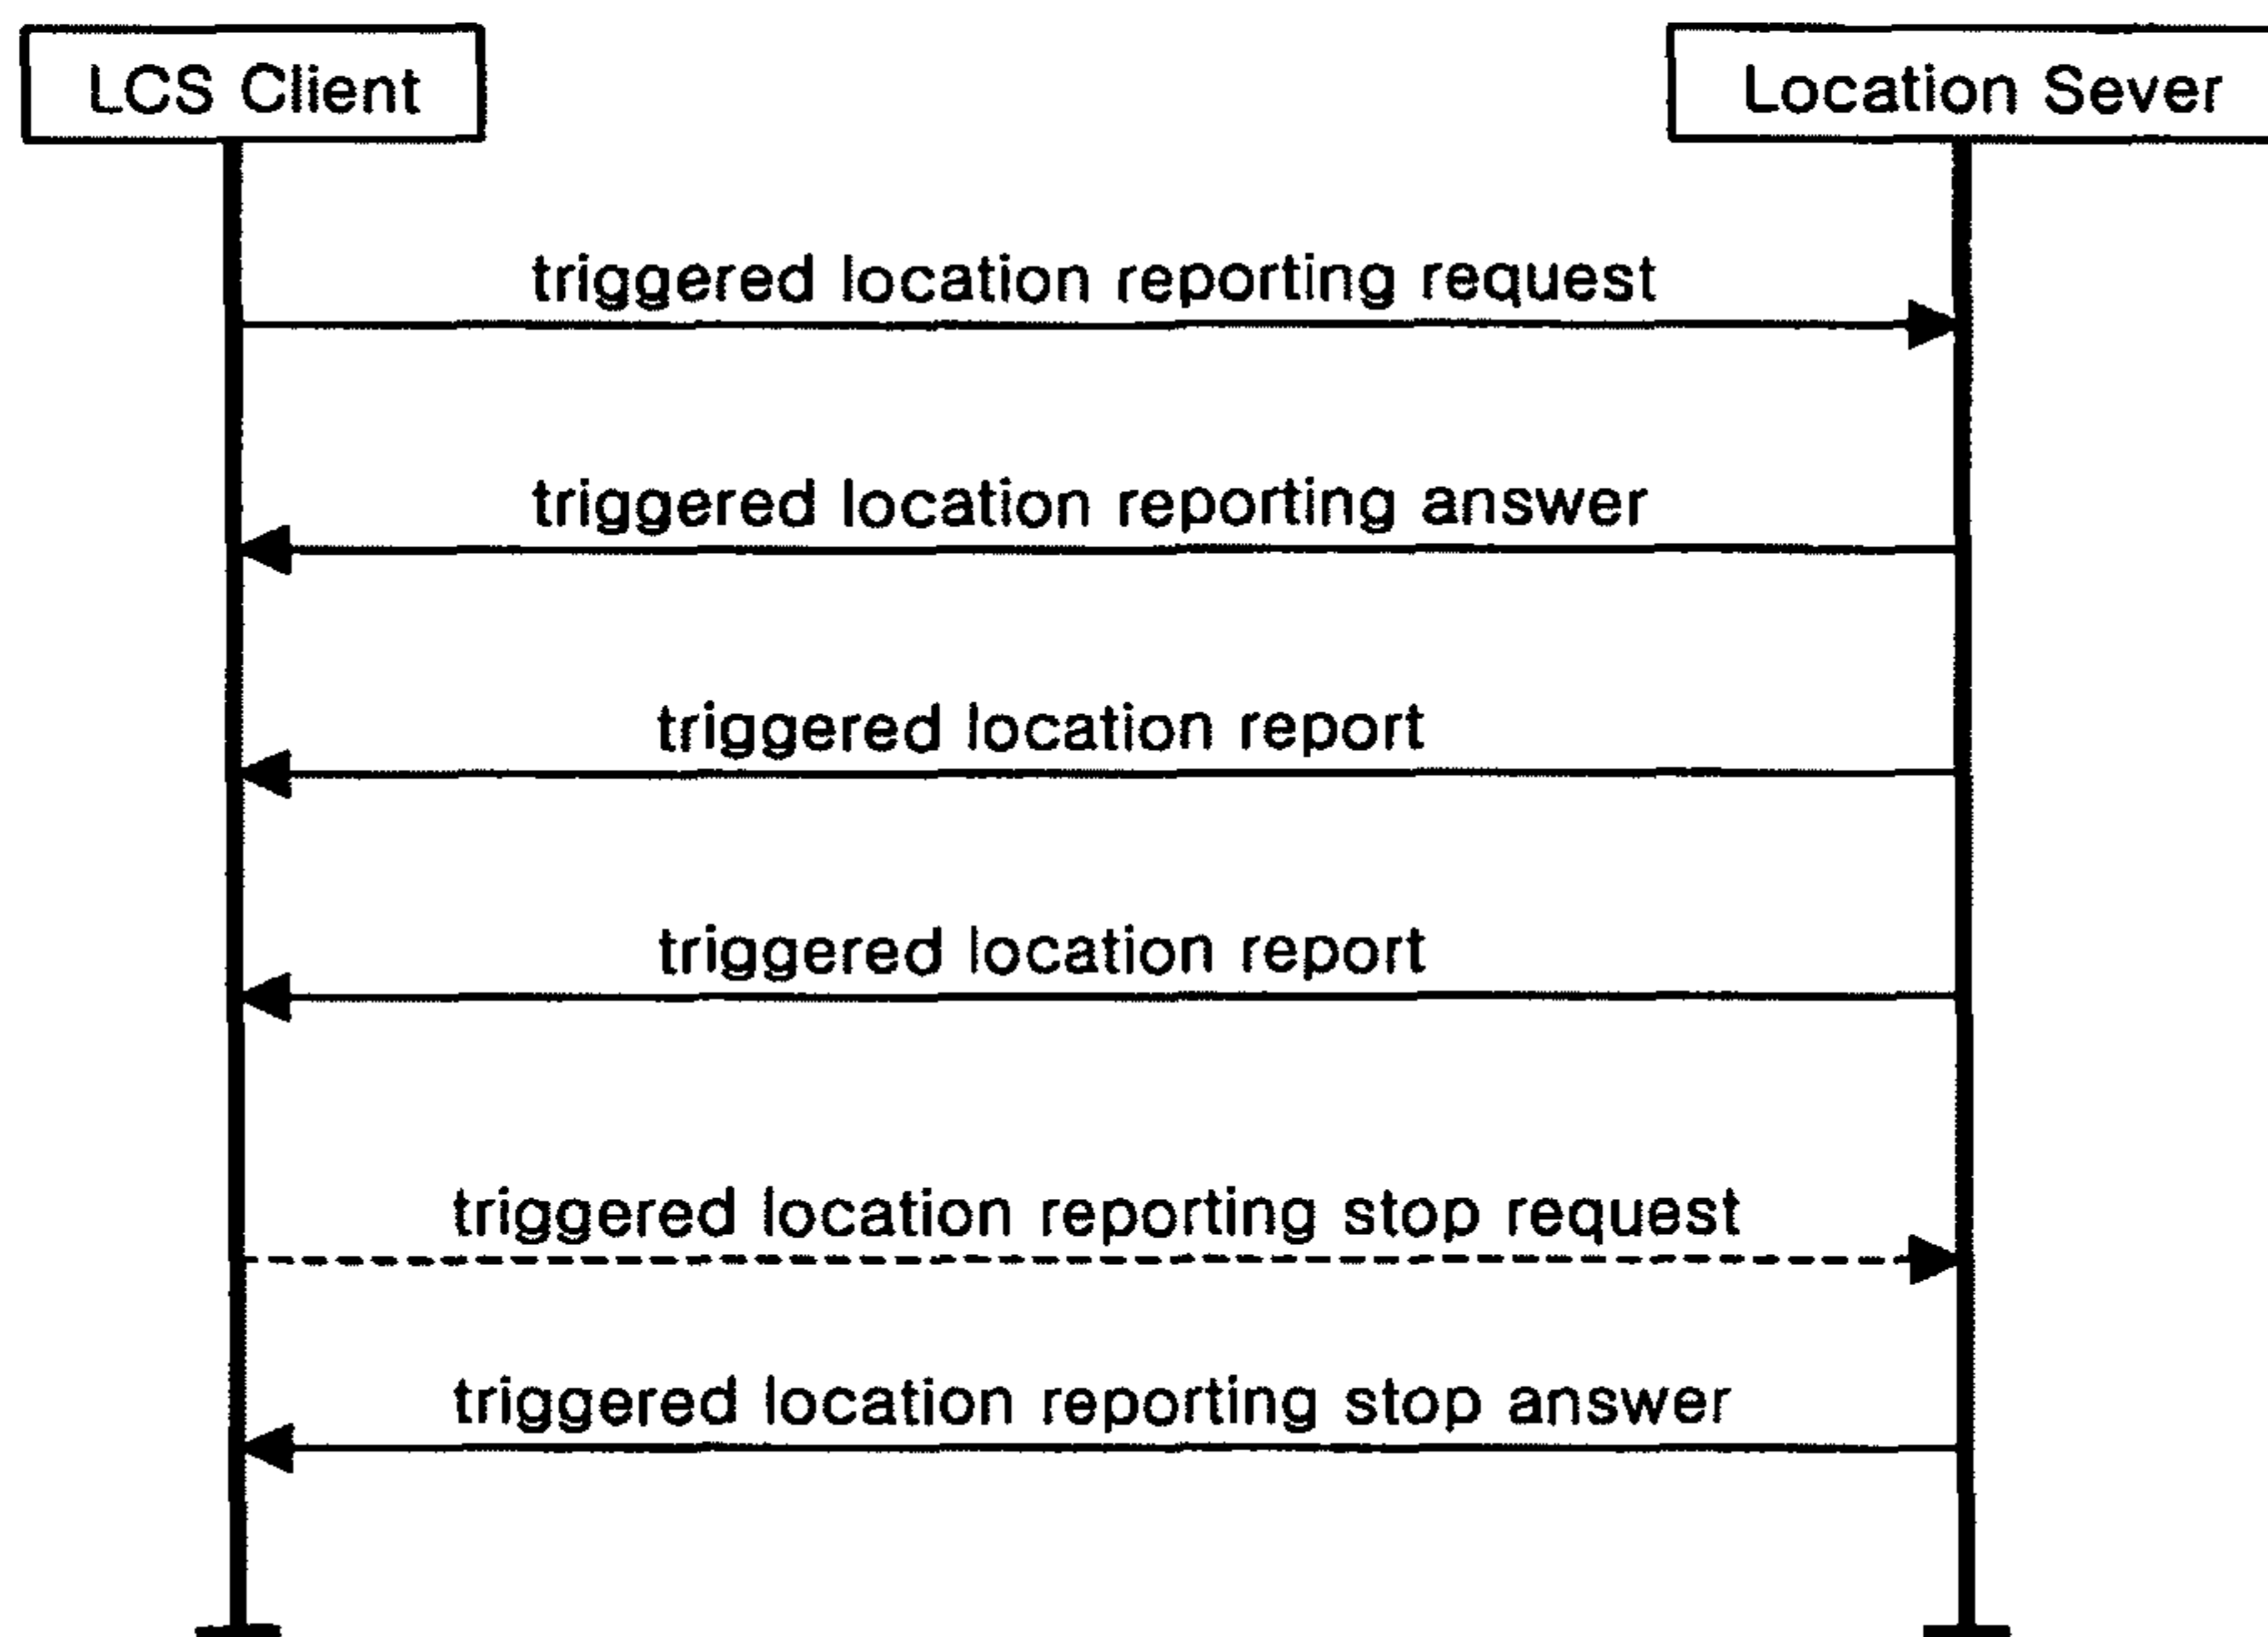 LCS Client
Location Sever
triggered location reporting request
triggered location reporting answer
triggered location report
triggered location report
triggered location reporting stop request
triggered location reporting stop answer